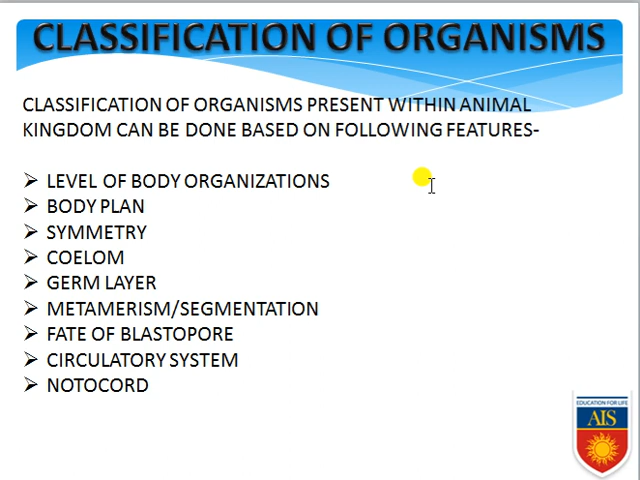 CLASSIFICATION OF ORGANISMS
CLASSIFICATION OF ORGANISMS PRESENT WITHIN ANIMAL
KINGDOM CAN BE DONE BASED ON FOLLOWING FEATURES-
➢ LEVEL OF BODY ORGANIZATIONS
➢ BODY PLAN
➢ SYMMETRY
➢ COELOM
➢ GERM LAYER
➢ METAMERISM/SEGMENTATION
➢ FATE OF BLASTOPORE
➢ CIRCULATORY SYSTEM
➢ NOTOCORD
EDUCATION FOR LIFE
AIS